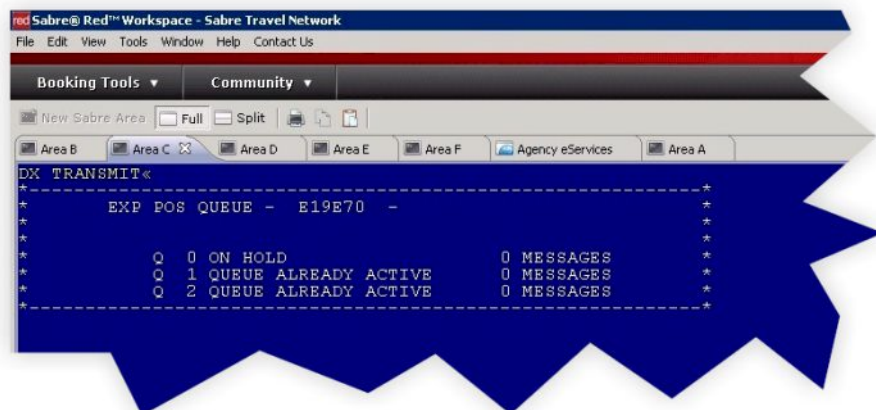 red Sabre® Red™ Workspace - Sabre Travel Network
File Edit View Tools Window Help Contact Us
Booking Tools ▼ Community ▼
New Sabre Area Full Split
Area B Area C Area D Area E Area F Agency eServices Area A
DX TRANSMIT«
*----------------------------------------------------------*
* EXP POS QUEUE - E19E70 - *
* *
* *
* Q 0 ON HOLD 0 MESSAGES *
* Q 1 QUEUE ALREADY ACTIVE 0 MESSAGES *
* Q 2 QUEUE ALREADY ACTIVE 0 MESSAGES *
*----------------------------------------------------------*